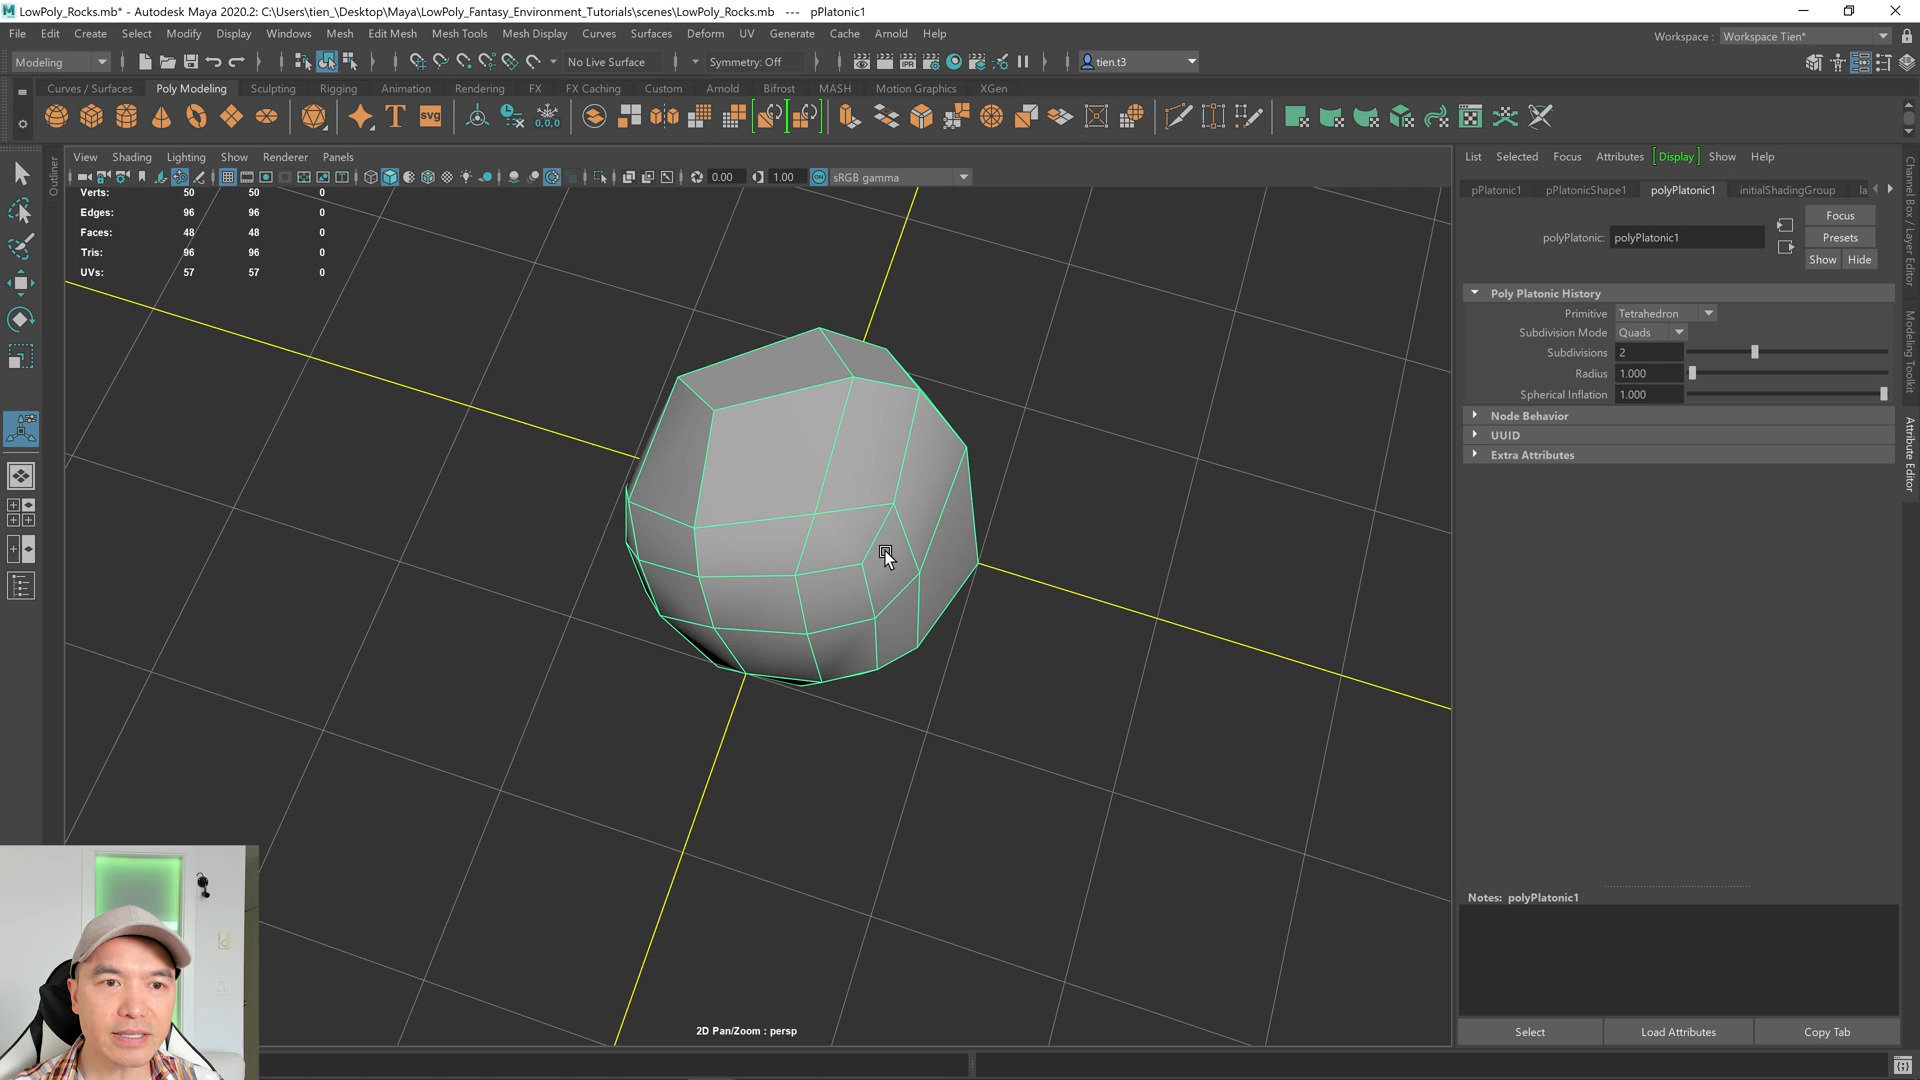 LowPoly_Rocks.mb* - Autodesk Maya 2020.2: C:\Users\tien_\Desktop\Maya\LowPoly_Fantasy_Environment_Tutorials\scenes\LowPoly_Rocks.mb --- pPlatonic1
File Edit Create Select Modify Display Windows Mesh Edit Mesh Mesh Tools Mesh Display Curves Surfaces Deform UV Generate Cache Arnold Help
Workspace : Workspace Tien*
Modeling No Live Surface Symmetry: Off tien.t3
Curves / Surfaces Poly Modeling Sculpting Rigging Animation Rendering FX FX Caching Custom Arnold Bifrost MASH Motion Graphics XGen
T svg 0,0,0
View Shading Lighting Show Renderer Panels
0.00 1.00 ON sRGB gamma
Outliner
Verts: 50 50 0
Edges: 96 96 0
Faces: 48 48 0
Tris: 96 96 0
UVs: 57 57 0
2D Pan/Zoom : persp
List Selected Focus Attributes Display Show Help
pPlatonic1 pPlatonicShape1 polyPlatonic1 initialShadingGroup la
polyPlatonic: polyPlatonic1
Focus
Presets
Show Hide
Poly Platonic History
Primitive Tetrahedron
Subdivision Mode Quads
Subdivisions 2
Radius 1.000
Spherical Inflation 1.000
Node Behavior
UUID
Extra Attributes
Notes: polyPlatonic1
Select Load Attributes Copy Tab
Channel Box / Layer Editor
Modeling Toolkit
Attribute Editor